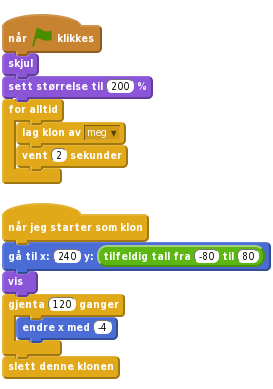 når klikkes
skjul
sett størrelse til 200 %
for alltid
lag klon av meg
vent 2 sekunder
når jeg starter som klon
gå til x: 240 y: tilfeldig tall fra -80 til 80
vis
gjenta 120 ganger
endre x med -4
slett denne klonen